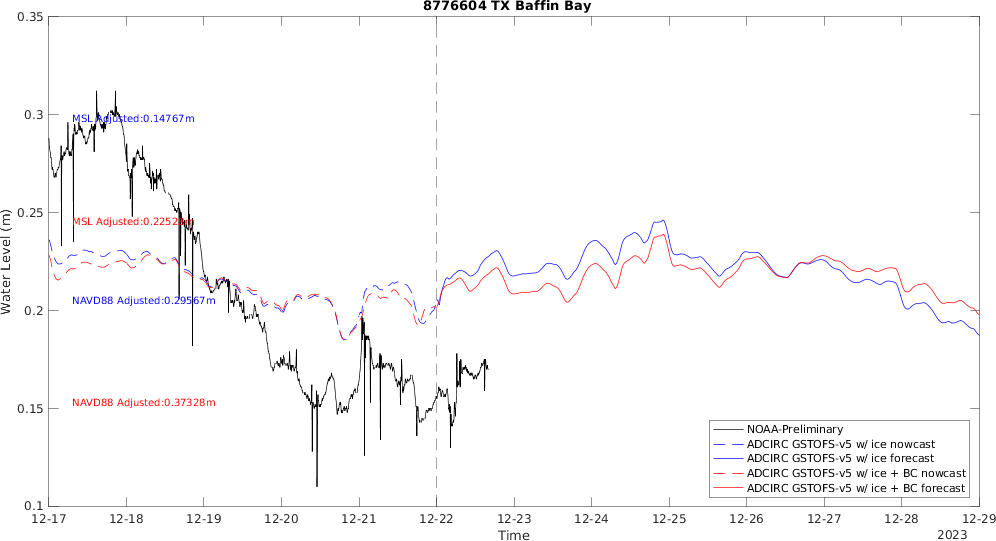 8776604 TX Baffin Bay
0.35
0.3
0.25
0.2
0.15
0.1
Water Level (m)
MSL Adjusted:0.14767m
NAVD88 Adjusted:0.29567m
NAVD88 Adjusted:0.37328m
NOAA-Preliminary
ADCIRC GSTOFS-v5 w/ ice nowcast
ADCIRC GSTOFS-v5 w/ ice forecast
ADCIRC GSTOFS-v5 w/ ice + BC nowcast
ADCIRC GSTOFS-v5 w/ ice + BC forecast
12-17 12-18 12-19 12-20 12-21 12-22 12-23 12-24 12-25 12-26 12-27 12-28 12-29
Time
2023
MSL Adjusted: